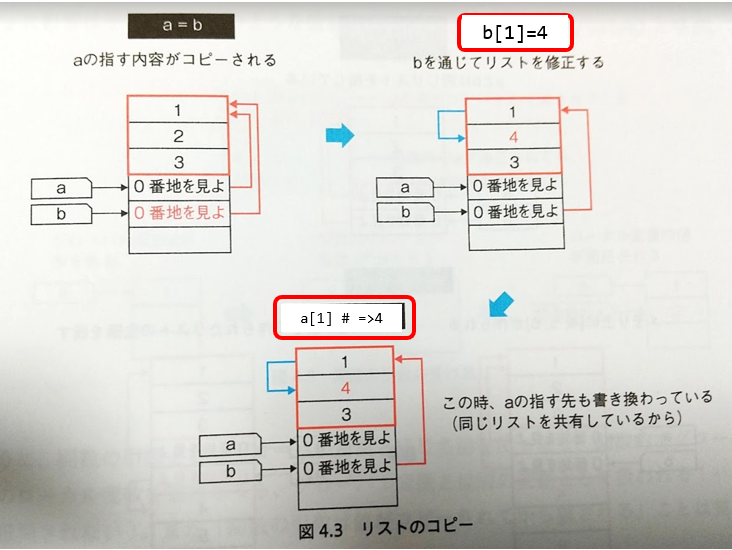 a = b
aの指す内容がコピーされる
1
2
3
a
0 番地を見よ
b
0 番地を見よ
b[1]=4
bを通じてリストを修正する
1
4
3
a
0 番地を見よ
b
0 番地を見よ
a[1] # =>4
1
4
3
a
0 番地を見よ
b
0 番地を見よ
この時、aの指す先も書き換わっている
（同じリストを共有しているから）
図 4.3 リストのコピー